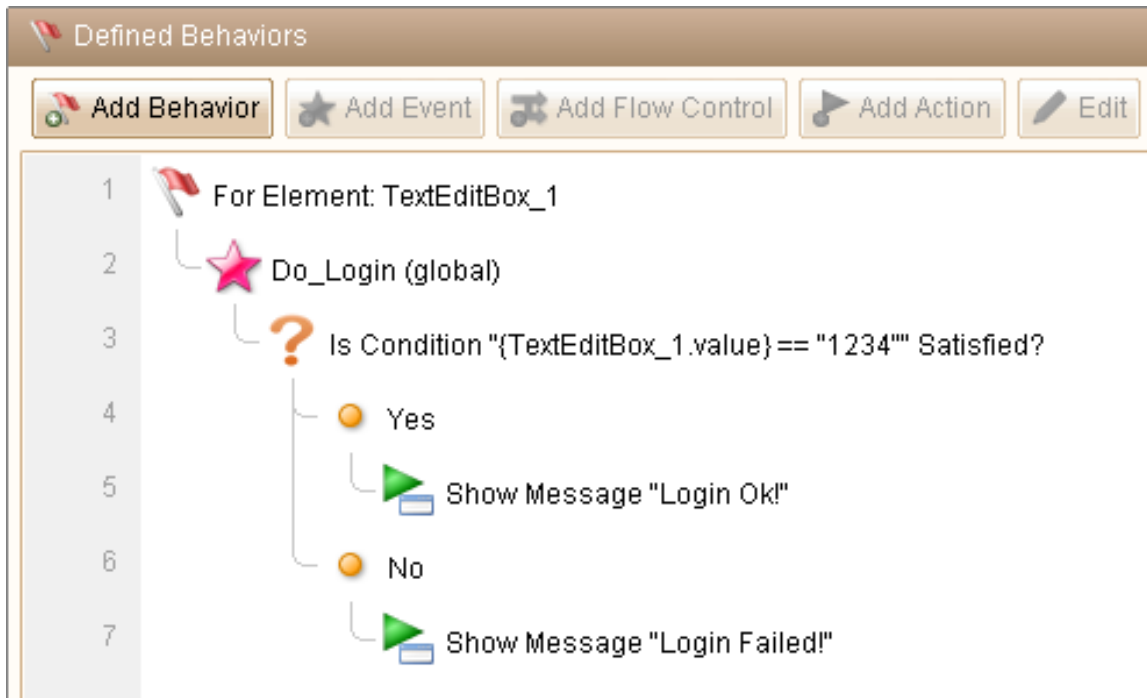 Defined Behaviors
Add Behavior Add Event Add Flow Control Add Action Edit
1 For Element: TextEditBox_1
2 Do_Login (global)
3 Is Condition "{TextEditBox_1.value} == "1234"" Satisfied?
4 Yes
5 Show Message "Login Ok!"
6 No
7 Show Message "Login Failed!"